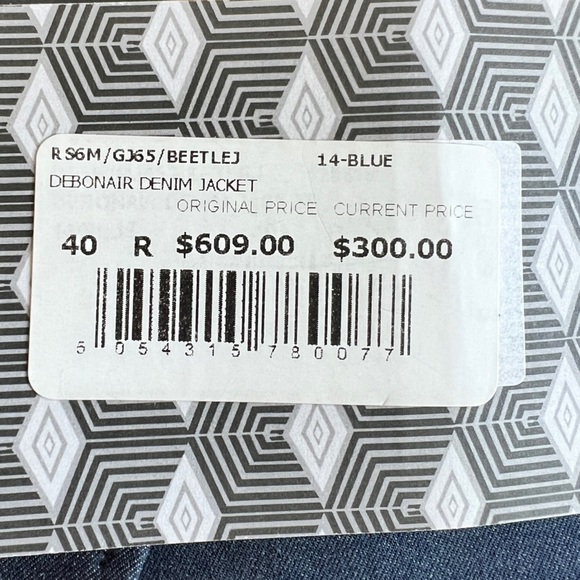 RS6M/GJ65/BEETLEJ 14-BLUE
DEBONAIR DENIM JACKET
ORIGINAL PRICE CURRENT PRICE
40 R $609.00 $300.00
5 054315 780077